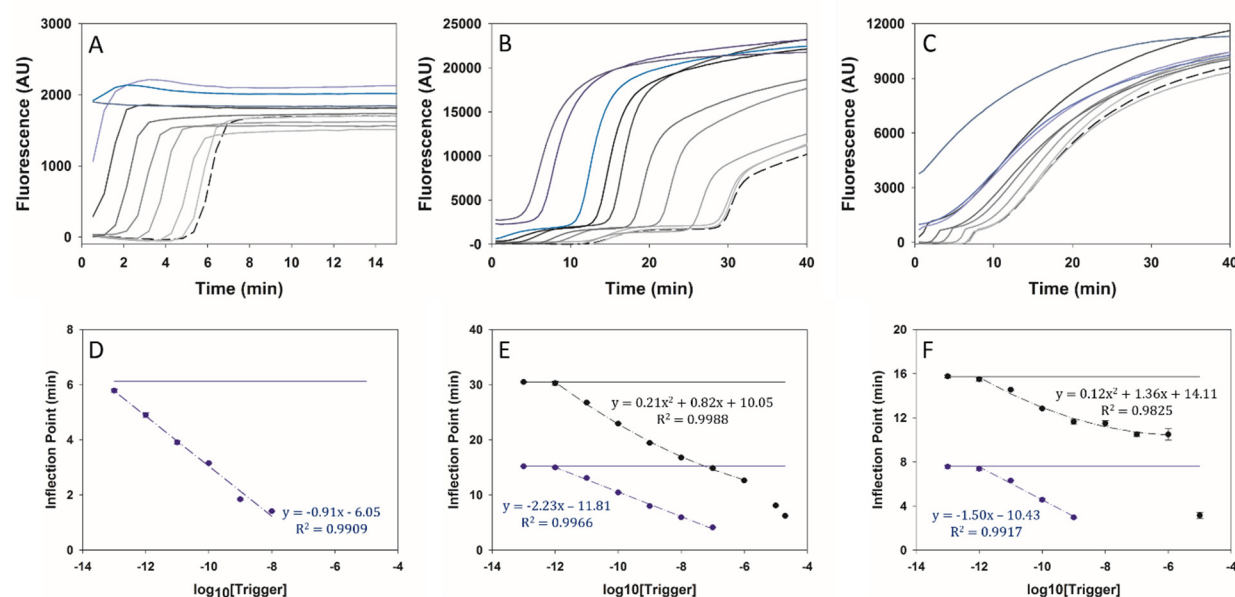 A
Fluorescence (AU)
3000
2000
1000
0
0 2 4 6 8 10 12 14
Time (min)
B
Fluorescence (AU)
25000
20000
15000
10000
5000
-0
0 10 20 30 40
Time (min)
C
Fluorescence (AU)
12000
9000
6000
3000
0
0 10 20 30 40
Time (min)
D
Inflection Point (min)
8
6
4
2
0
y = -0.91x - 6.05
R² = 0.9909
-14 -12 -10 -8 -6 -4
log10[Trigger]
E
Inflection Point (min)
40
30
20
10
0
y = 0.21x² + 0.82x + 10.05
R² = 0.9988
y = -2.23x – 11.81
R² = 0.9966
-14 -12 -10 -8 -6 -4
log10[Trigger]
F
Inflection Point (min)
20
16
12
8
4
0
y = 0.12x² + 1.36x + 14.11
R² = 0.9825
y = -1.50x – 10.43
R² = 0.9917
-14 -12 -10 -8 -6 -4
log10[Trigger]